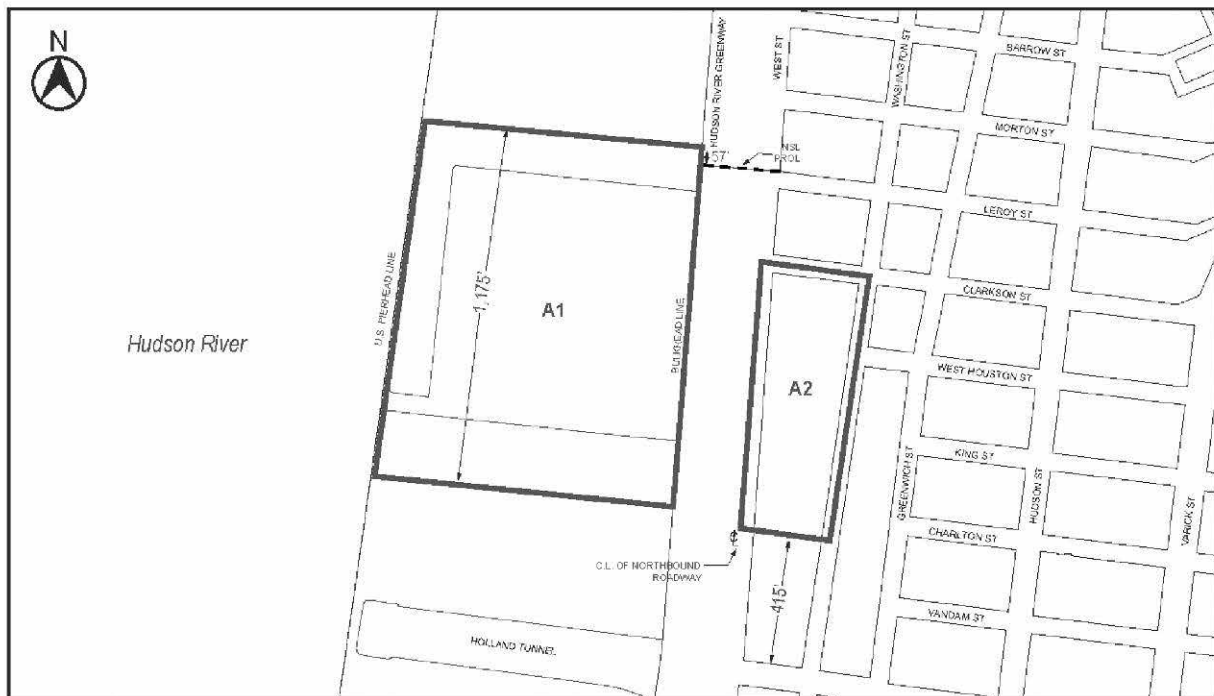 N
HUDSON RIVER GREENWAY
WEST ST
WASHINGTON ST
BARROW ST
MORTON ST
57'
NSL
PROL
LEROY ST
U.S. PIERHEAD LINE
1,175'
A1
BULKHEAD LINE
CLARKSON ST
Hudson River
A2
WEST HOUSTON ST
KING ST
GREENWICH ST
HUDSON ST
VARICK ST
CHARLTON ST
C.L. OF NORTHBOUND
ROADWAY
415'
VANDAM ST
HOLLAND TUNNEL